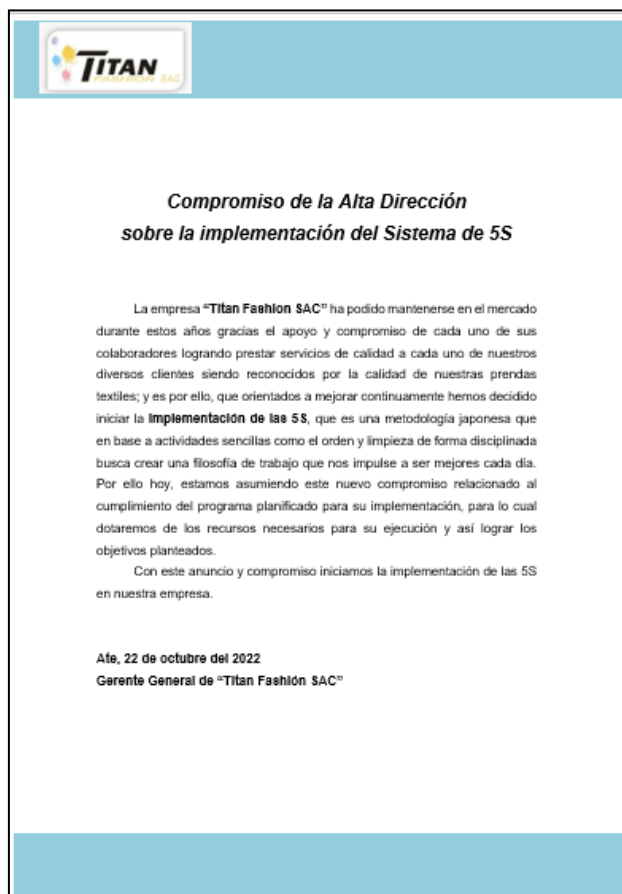 TITAN
FASHION SAC
Compromiso de la Alta Dirección
sobre la implementación del Sistema de 5S
La empresa “Titan Fashion SAC” ha podido mantenerse en el mercado
durante estos años gracias el apoyo y compromiso de cada uno de sus
colaboradores logrando prestar servicios de calidad a cada uno de nuestros
diversos clientes siendo reconocidos por la calidad de nuestras prendas
textiles; y es por ello, que orientados a mejorar continuamente hemos decidido
iniciar la implementación de las 5S, que es una metodología japonesa que
en base a actividades sencillas como el orden y limpieza de forma disciplinada
busca crear una filosofía de trabajo que nos impulse a ser mejores cada día.
Por ello hoy, estamos asumiendo este nuevo compromiso relacionado al
cumplimiento del programa planificado para su implementación, para lo cual
dotaremos de los recursos necesarios para su ejecución y así lograr los
objetivos planteados.
Con este anuncio y compromiso iniciamos la implementación de las 5S
en nuestra empresa.
Ate, 22 de octubre del 2022
Gerente General de “Titan Fashión SAC”